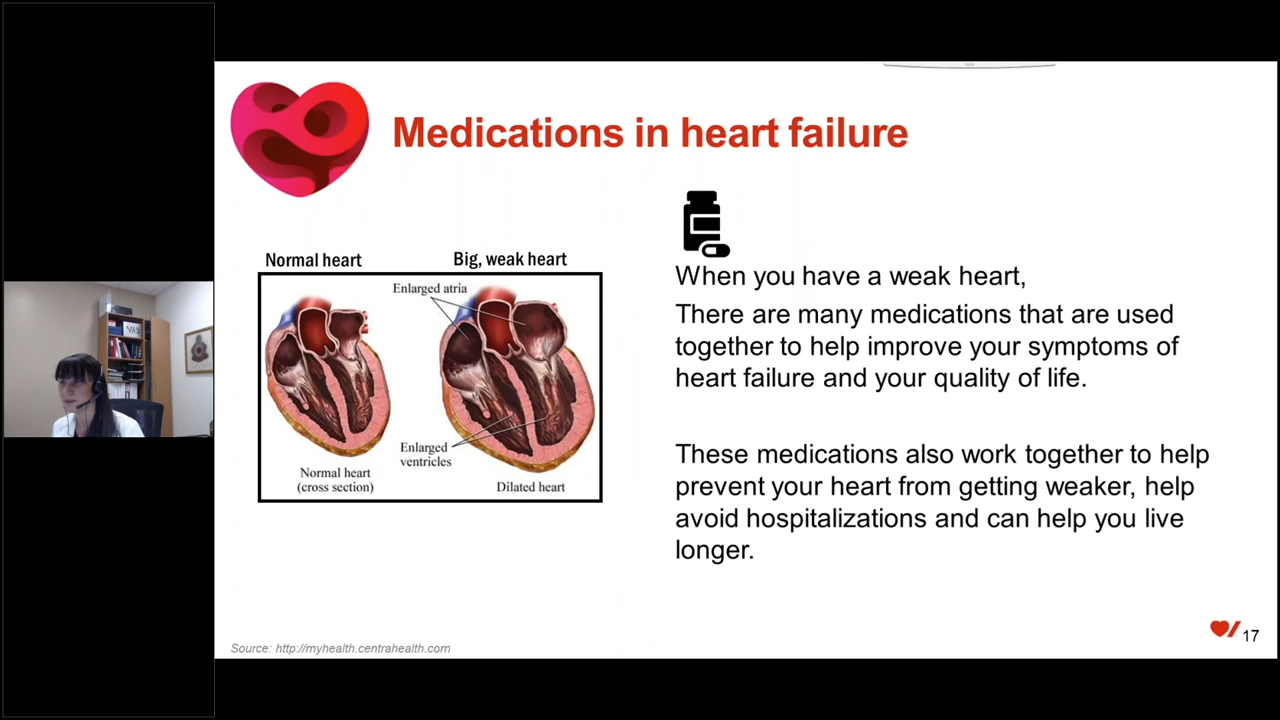 Medications in heart failure
Normal heart
Big, weak heart
Enlarged atria
Enlarged
ventricles
Normal heart
(cross section)
Dilated heart
When you have a weak heart,
There are many medications that are used
together to help improve your symptoms of
heart failure and your quality of life.
These medications also work together to help
prevent your heart from getting weaker, help
avoid hospitalizations and can help you live
longer.
Source: http://myhealth.centrahealth.com
17
VAD